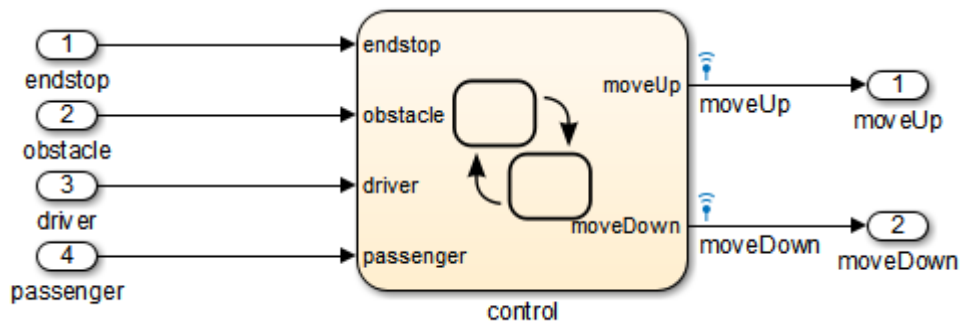 1
endstop
2
obstacle
3
driver
4
passenger
endstop
obstacle
driver
passenger
moveUp
moveDown
control
moveUp
moveDown
1
moveUp
2
moveDown